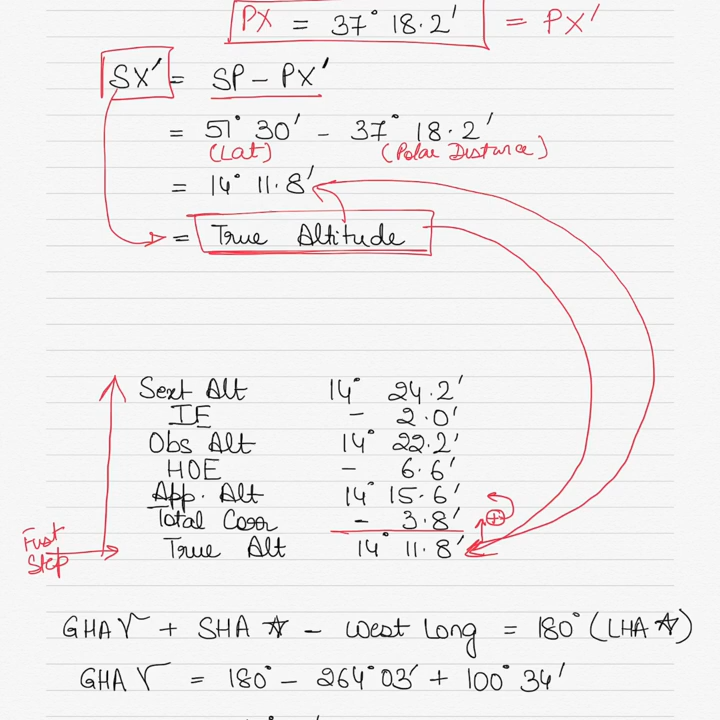 PX = 37° 18.2' = PX'
SX' = SP - PX'
= 51° 30' - 37° 18.2'
(Lat) (Polar Distance)
= 14° 11.8'
= True Altitude
Sext Alt 14° 24.2'
IE - 2.0'
Obs Alt 14° 22.2'
HOE - 6.6'
App. Alt 14° 15.6'
Total Corr - 3.8'
First
Step
True Alt 14° 11.8'
GHA ♈ + SHA ☆ - West Long = 180° (LHA ☆)
GHA ♈ = 180° - 264° 03' + 100° 34'